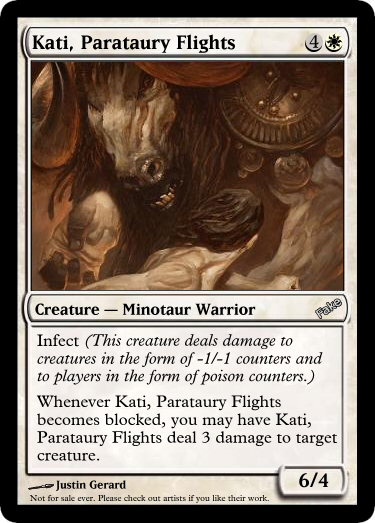 Kati, Parataury Flights 4
Creature — Minotaur Warrior Fake
Infect (This creature deals damage to
creatures in the form of -1/-1 counters and
to players in the form of poison counters.)
Whenever Kati, Parataury Flights
becomes blocked, you may have Kati,
Parataury Flights deal 3 damage to target
creature.
6/4
Justin Gerard
Not for sale ever. Please check out artists if you like their work.